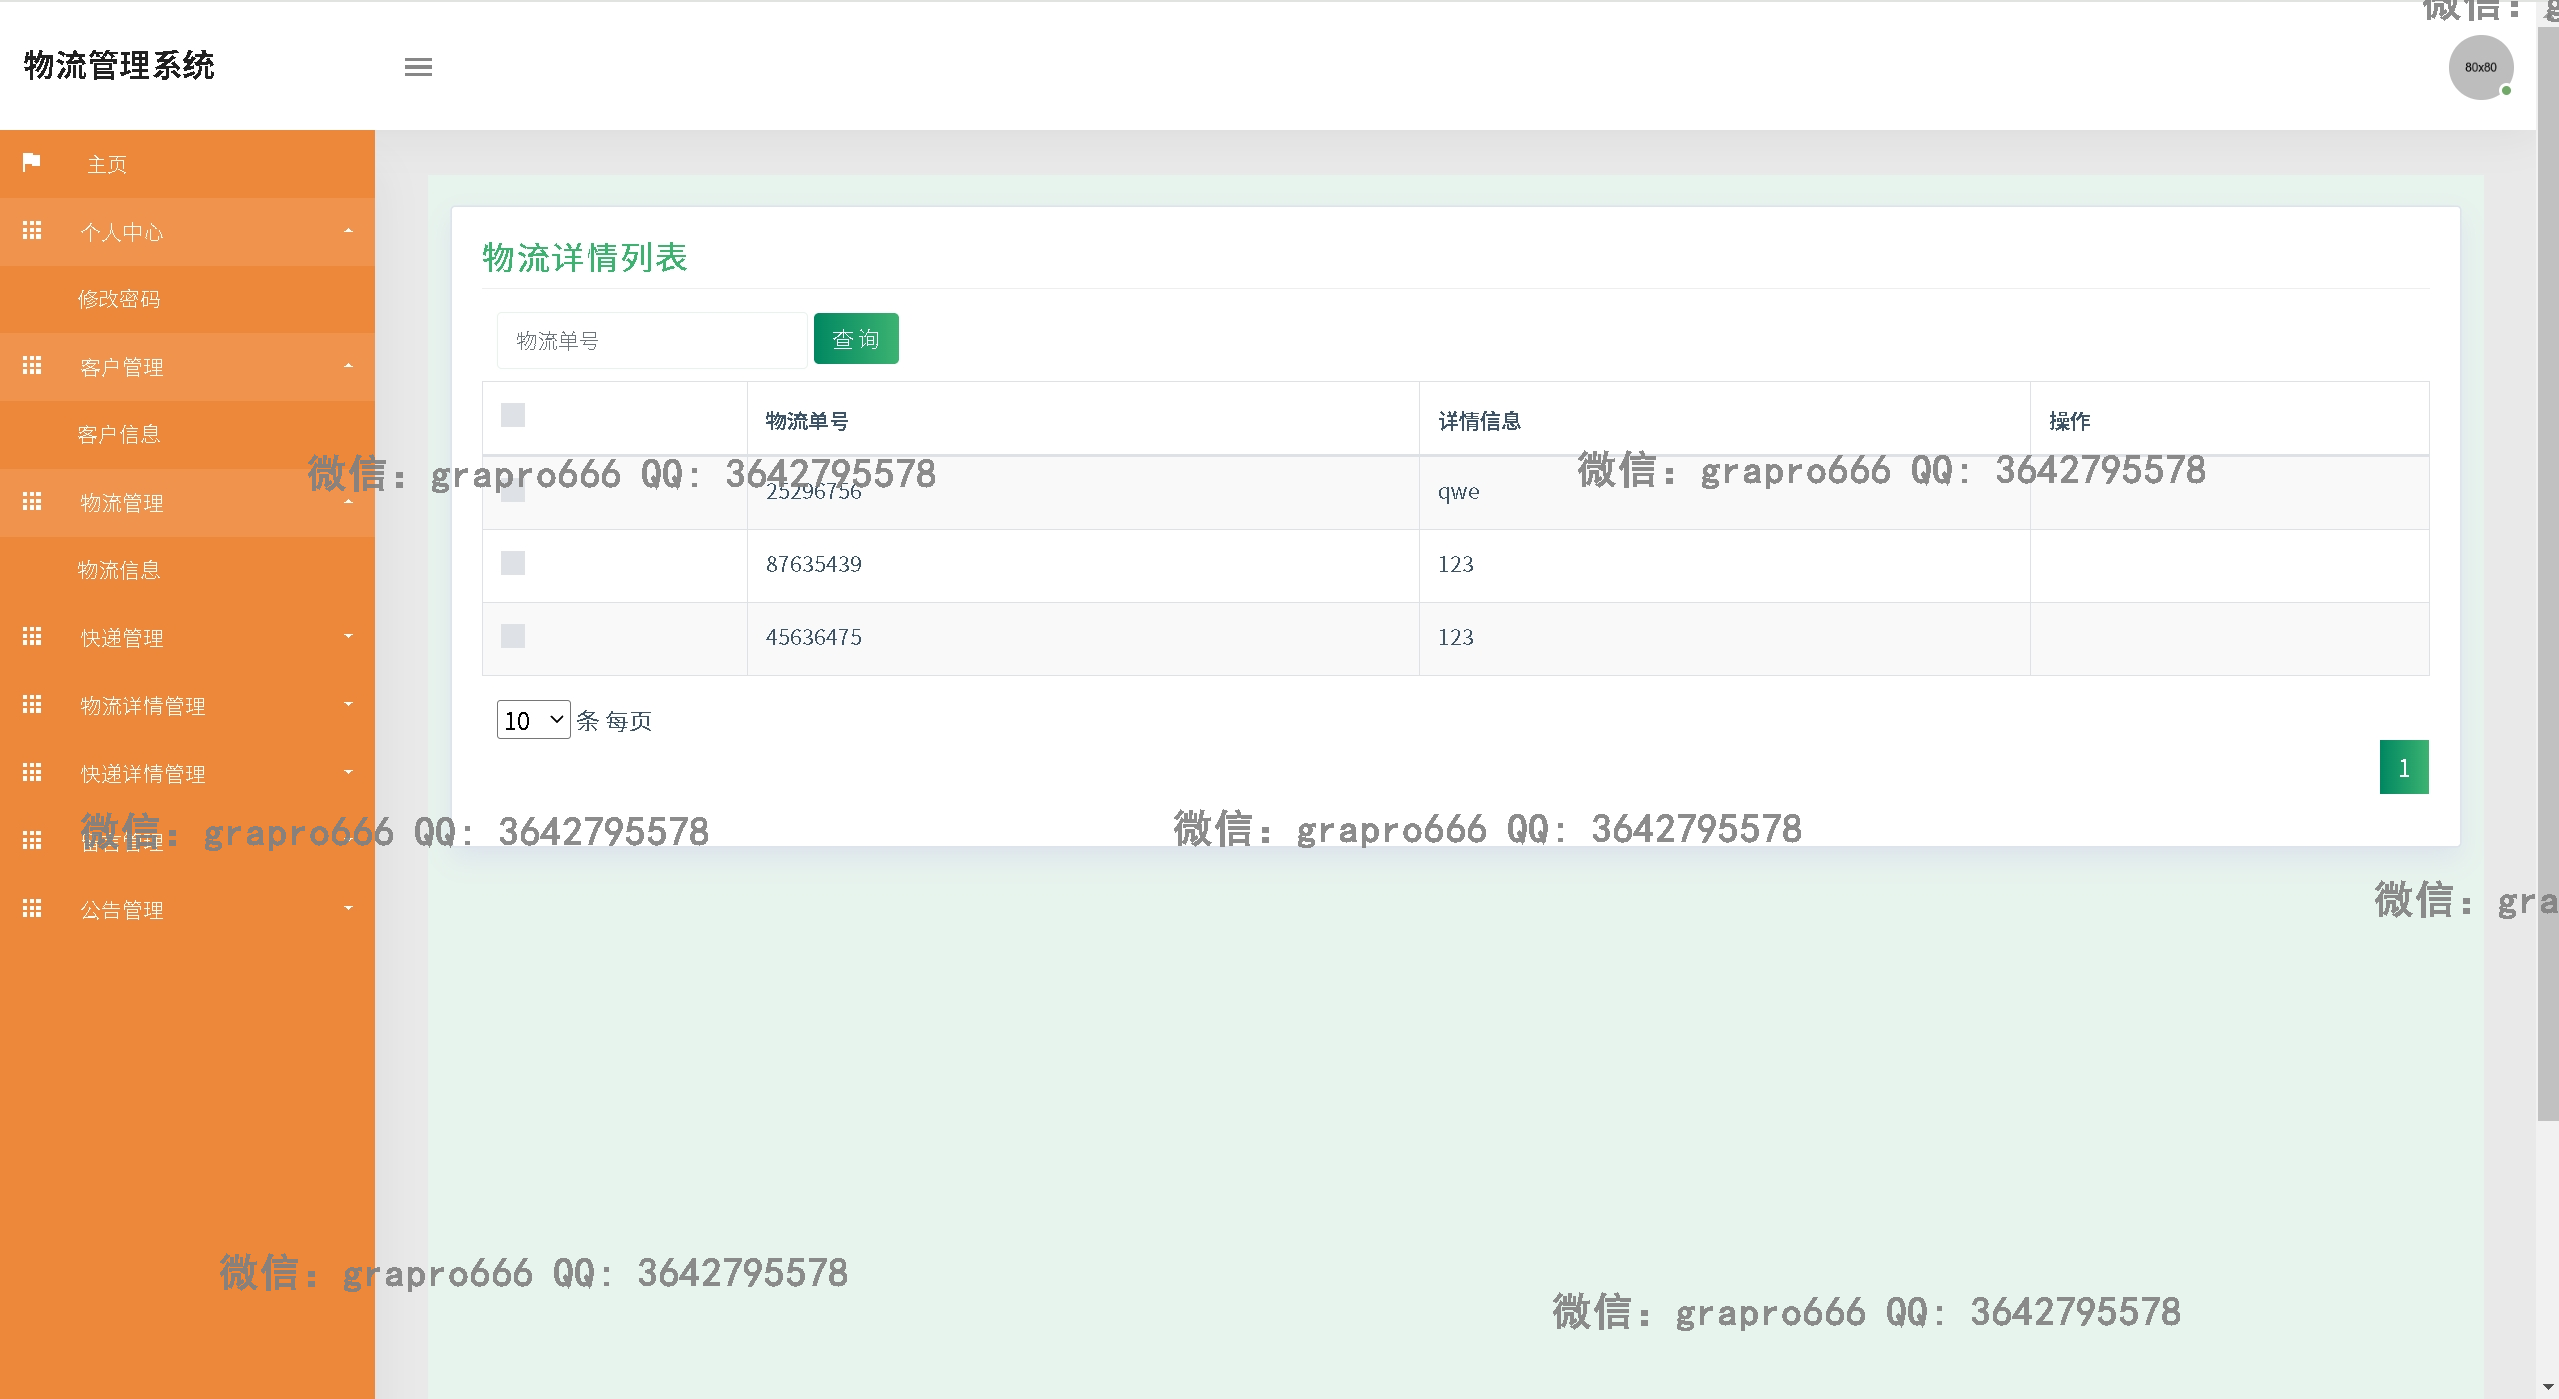 微信: g
物流管理系统
80x80
主页
个人中心
修改密码
客户管理
客户信息
物流管理
物流信息
快递管理
物流详情管理
快递详情管理
留言管理
公告管理
物流详情列表
物流单号
查询
物流单号 详情信息 操作
微信: grapro666 QQ: 3642795578
微信: grapro666 QQ: 3642795578
25296756 qwe
87635439 123
45636475 123
10 条 每页
1
微信: grapro666 QQ: 3642795578
微信: grapro666 QQ: 3642795578
微信: gra
微信: grapro666 QQ: 3642795578
微信: grapro666 QQ: 3642795578